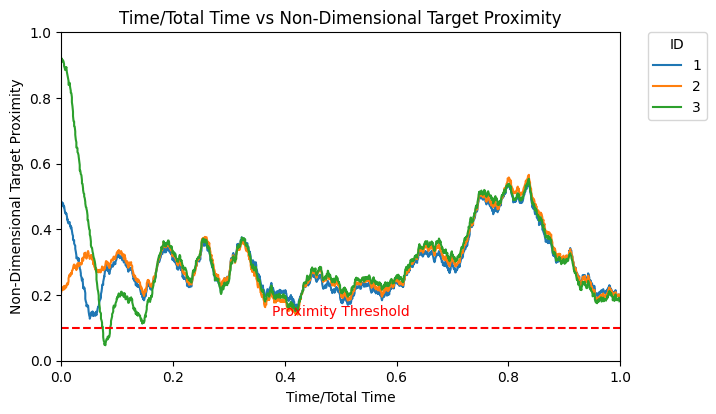 Time/Total Time vs Non-Dimensional Target Proximity
ID
1
2
3
Non-Dimensional Target Proximity
1.0
0.8
0.6
0.4
0.2
0.0
Proximity Threshold
0.0 0.2 0.4 0.6 0.8 1.0
Time/Total Time